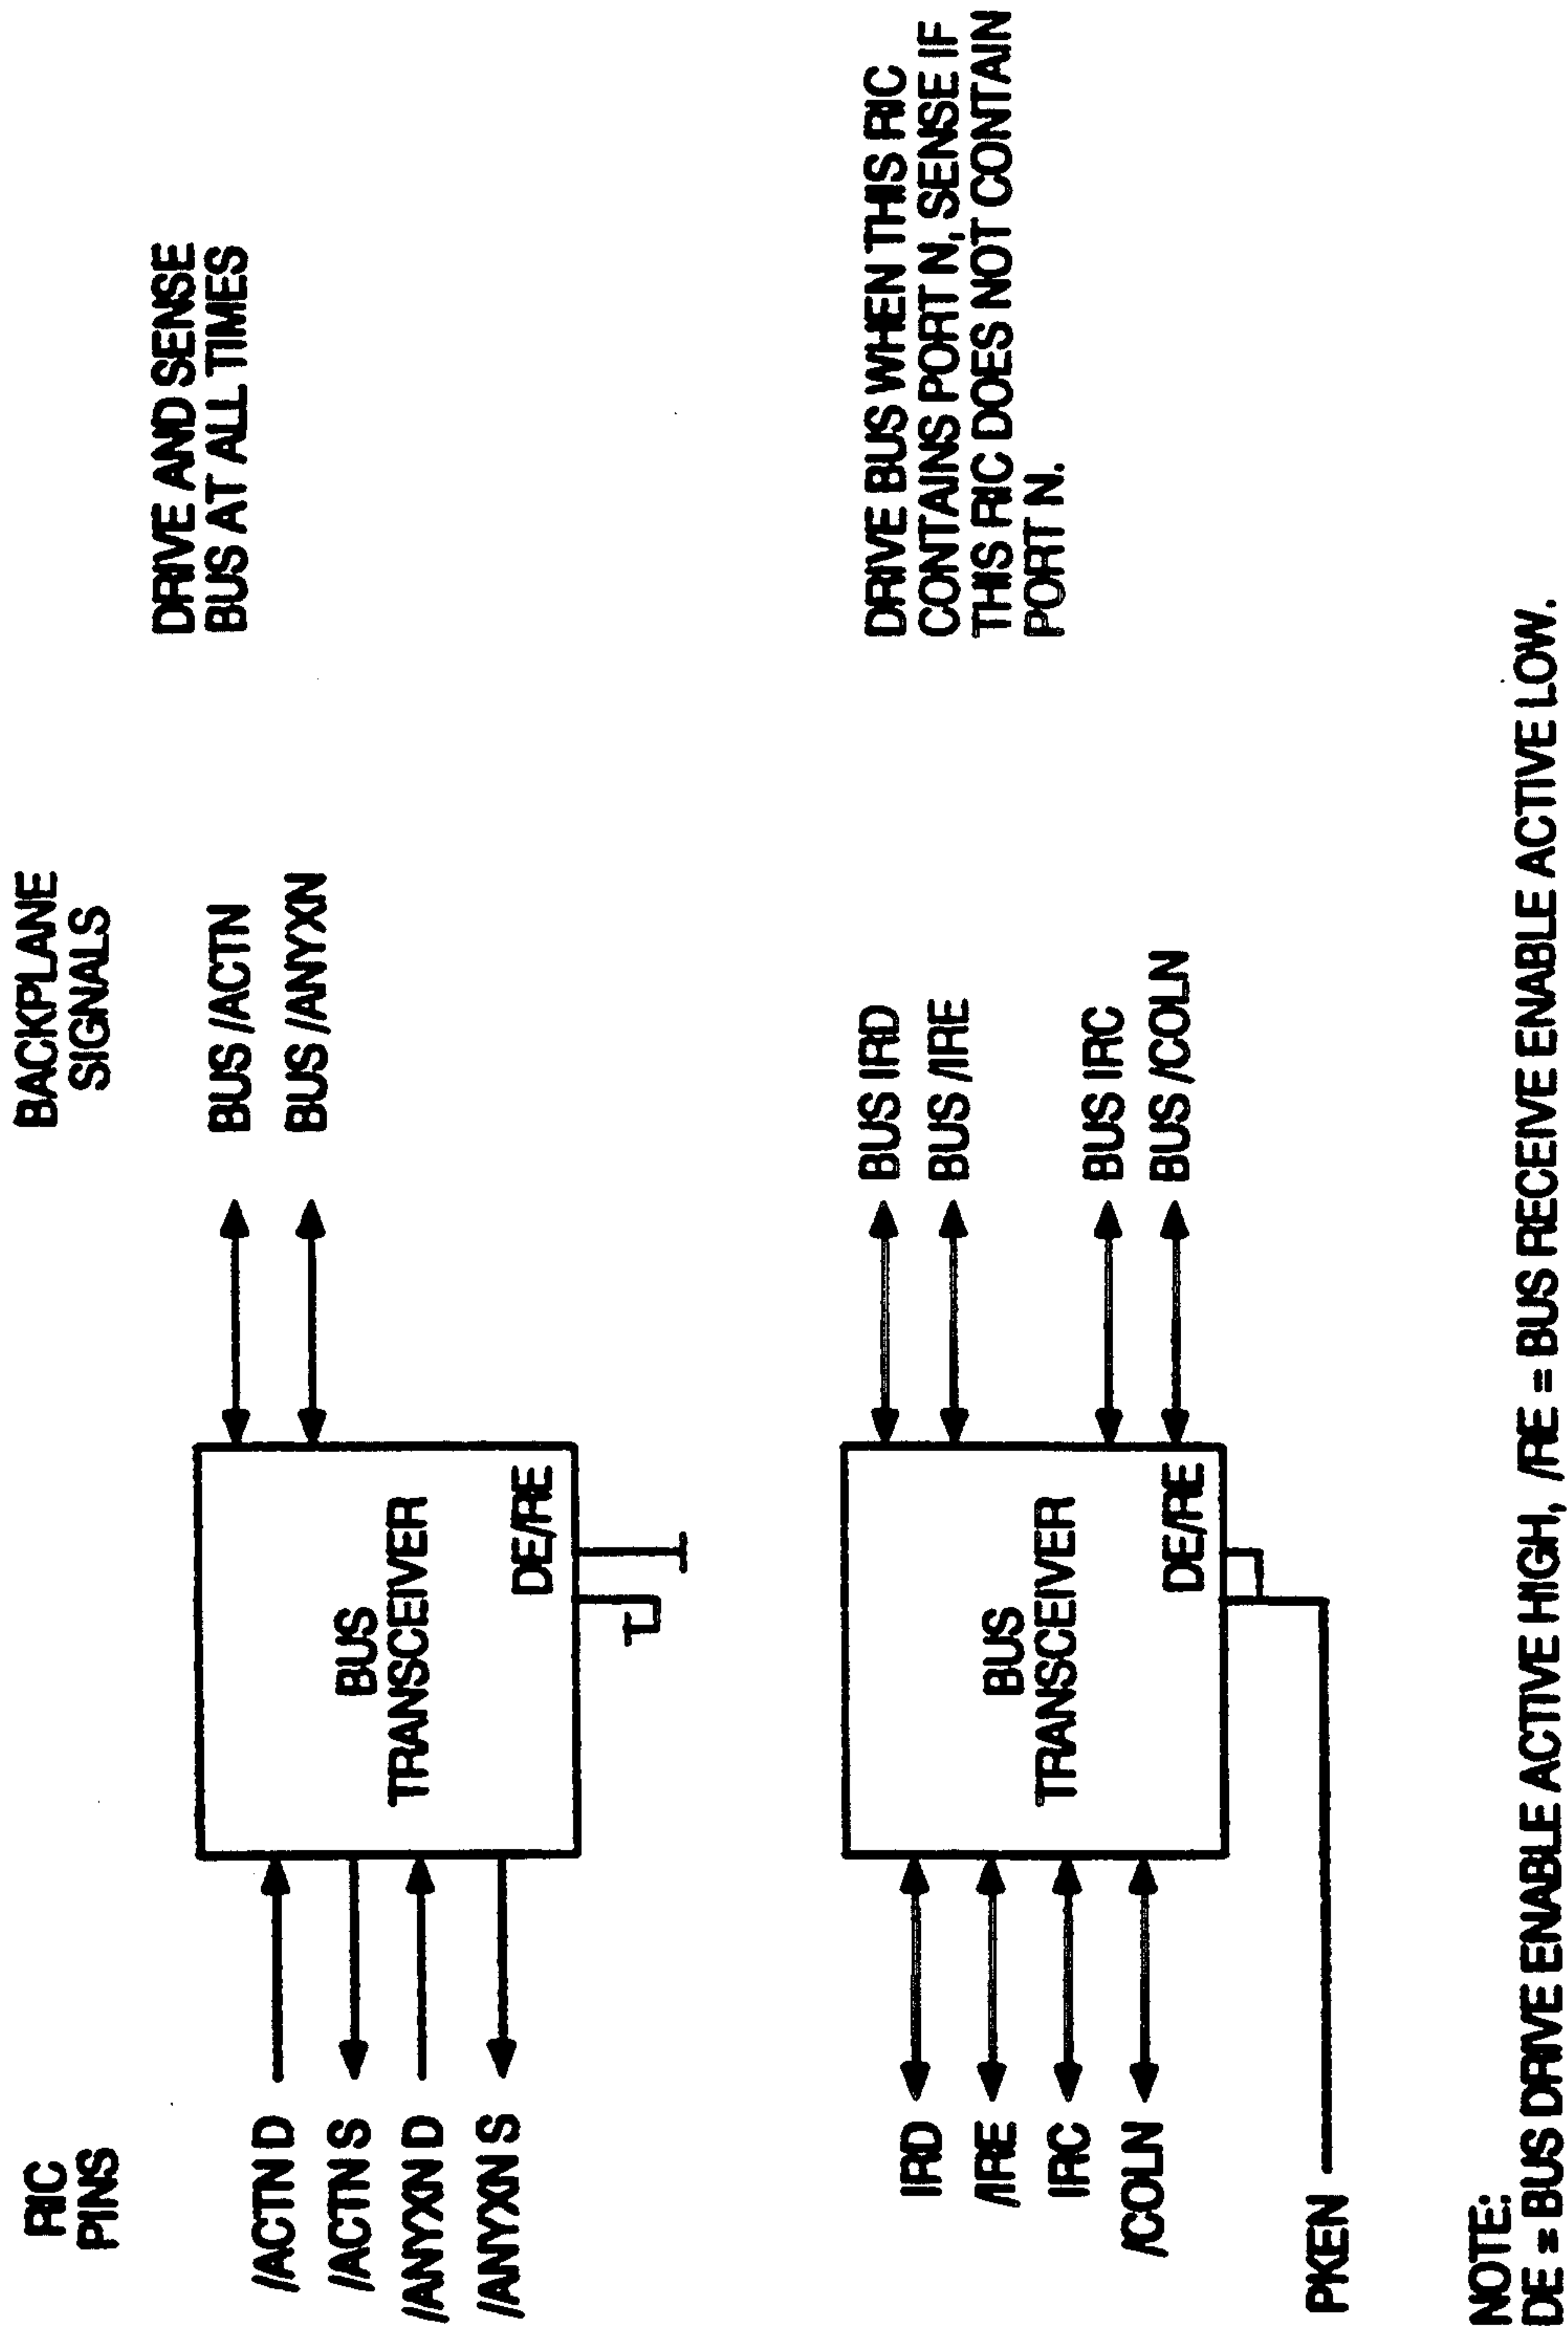 RIC
PINS
BACKPLANE
SIGNALS
/ACTN D
/ACTN S
/ANYXN D
/ANYXN S
BUS
TRANSCEIVER
DE/RE
BUS /ACTN
BUS /ANYXN
DRIVE AND SENSE
BUS AT ALL TIMES
IRD
/IRE
IRC
/COLN
BUS
TRANSCEIVER
DE/RE
BUS IRD
BUS /IRE
BUS IRC
BUS /COLN
DRIVE BUS WHEN THIS RIC
CONTAINS PORT N, SENSE IF
THIS RIC DOES NOT CONTAIN
PORT N.
PKEN
NOTE:
DE = BUS DRIVE ENABLE ACTIVE HIGH, /RE = BUS RECEIVE ENABLE ACTIVE LOW.